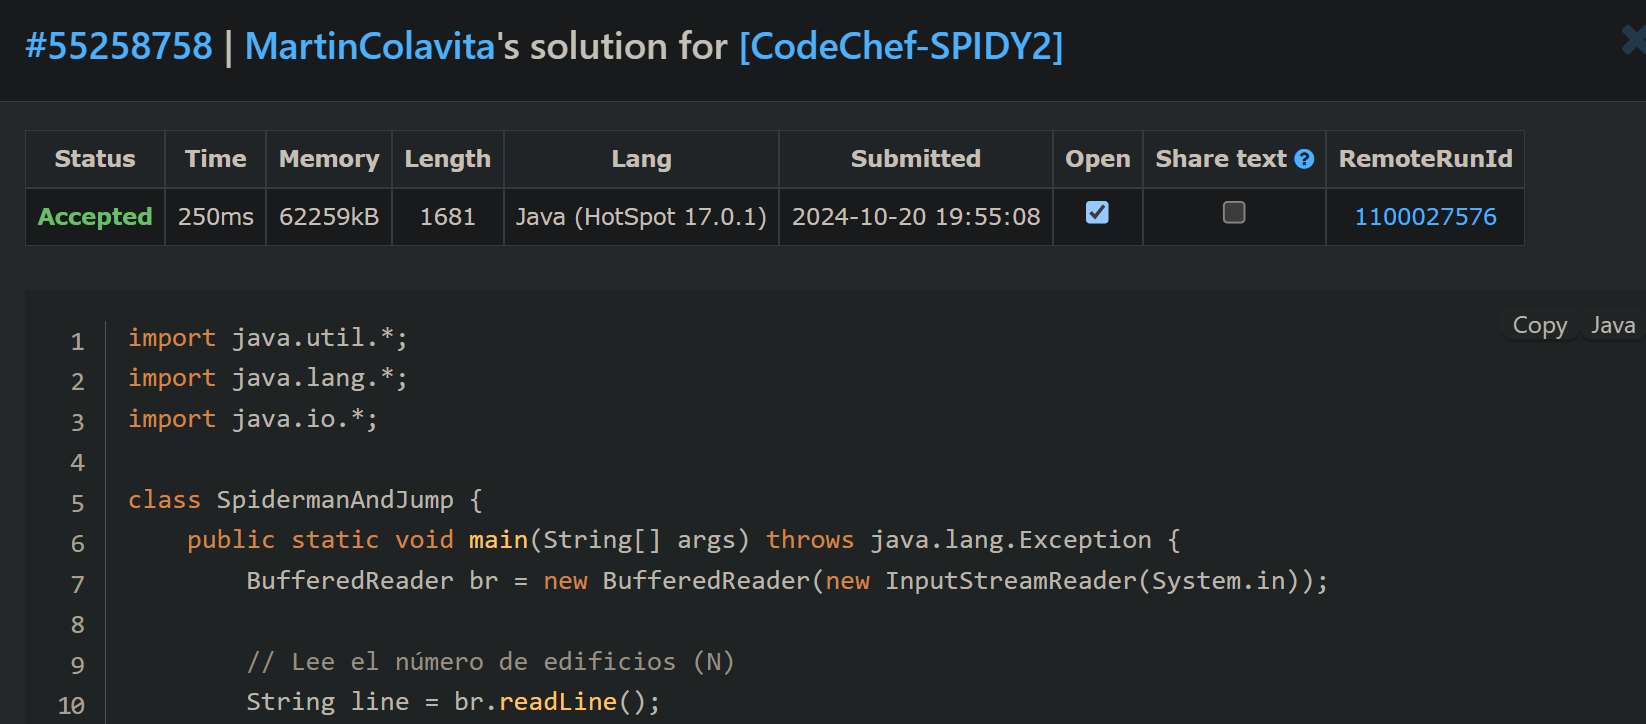 #55258758 | MartinColavita's solution for [CodeChef-SPIDY2]
Status Time Memory Length Lang Submitted Open Share text ? RemoteRunId
Accepted 250ms 62259kB 1681 Java (HotSpot 17.0.1) 2024-10-20 19:55:08 1100027576
Copy Java
1 import java.util.*;
2 import java.lang.*;
3 import java.io.*;
4
5 class SpidermanAndJump {
6 public static void main(String[] args) throws java.lang.Exception {
7 BufferedReader br = new BufferedReader(new InputStreamReader(System.in));
8
9 // Lee el número de edificios (N)
10 String line = br.readLine();